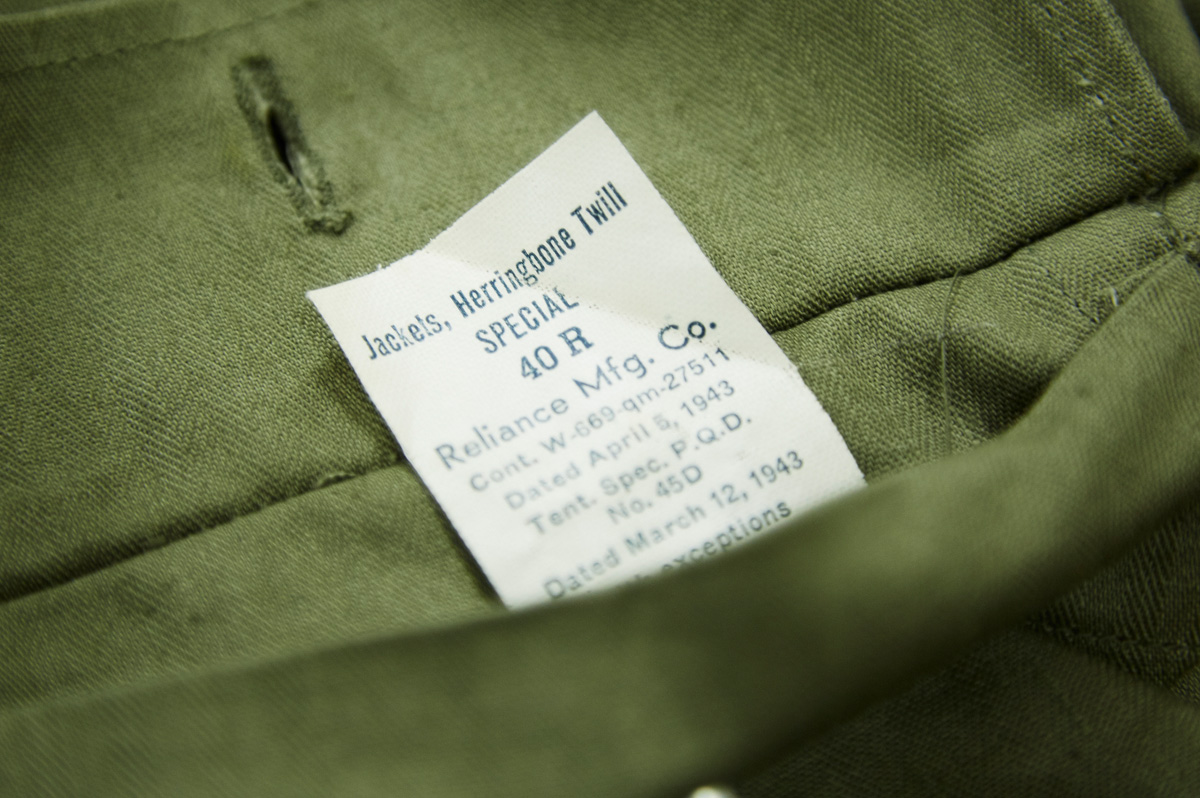 Jackets, Herringbone Twill
SPECIAL
40 R
Reliance Mfg. Co.
Cont. W-669-qm-27511
Dated April 5, 1943
Tent. Spec. P.Q.D.
No. 45D
Dated March 12, 1943
exceptions